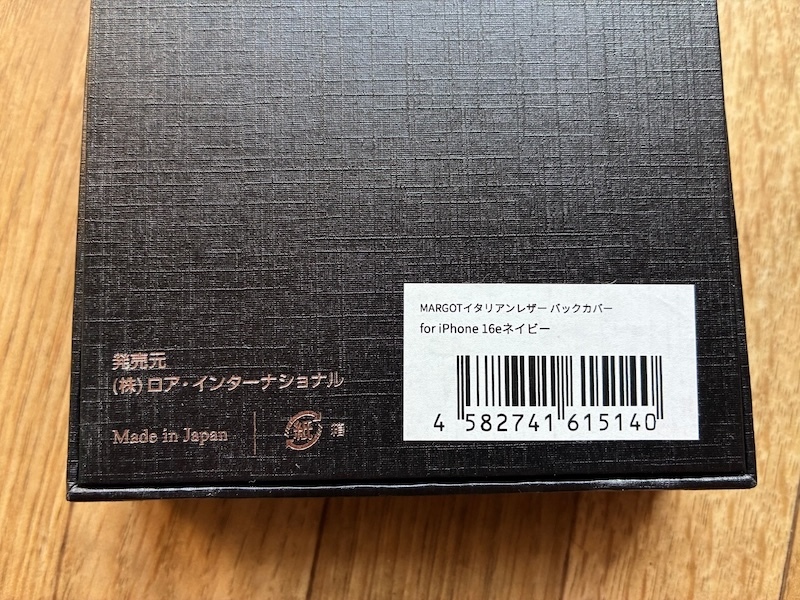 MARGOTイタリアンレザー バックカバー
for iPhone 16eネイビー
4 582741 615140
発売元
(株)ロア・インターナショナル
Made in Japan
紙 箱